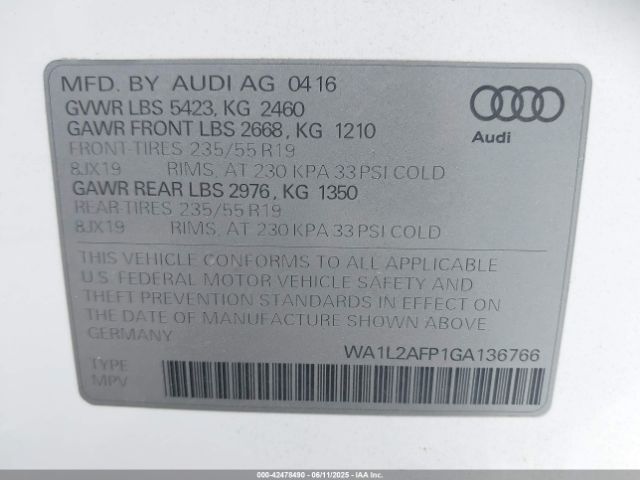 MFD. BY AUDI AG 0416
GVWR LBS 5423, KG 2460
GAWR FRONT LBS 2668, KG 1210
FRONT-TIRES 235/55 R19
8JX19 RIMS, AT 230 KPA 33 PSI COLD
GAWR REAR LBS 2976, KG 1350
REAR-TIRES 235/55 R19
8JX19 RIMS, AT 230 KPA 33 PSI COLD
Audi
THIS VEHICLE CONFORMS TO ALL APPLICABLE
U.S. FEDERAL MOTOR VEHICLE SAFETY AND
THEFT PREVENTION STANDARDS IN EFFECT ON
THE DATE OF MANUFACTURE SHOWN ABOVE.
GERMANY
WA1L2AFP1GA136766
TYPE
MPV
000-42478490 - 06/11/2025 - IAAI.COM